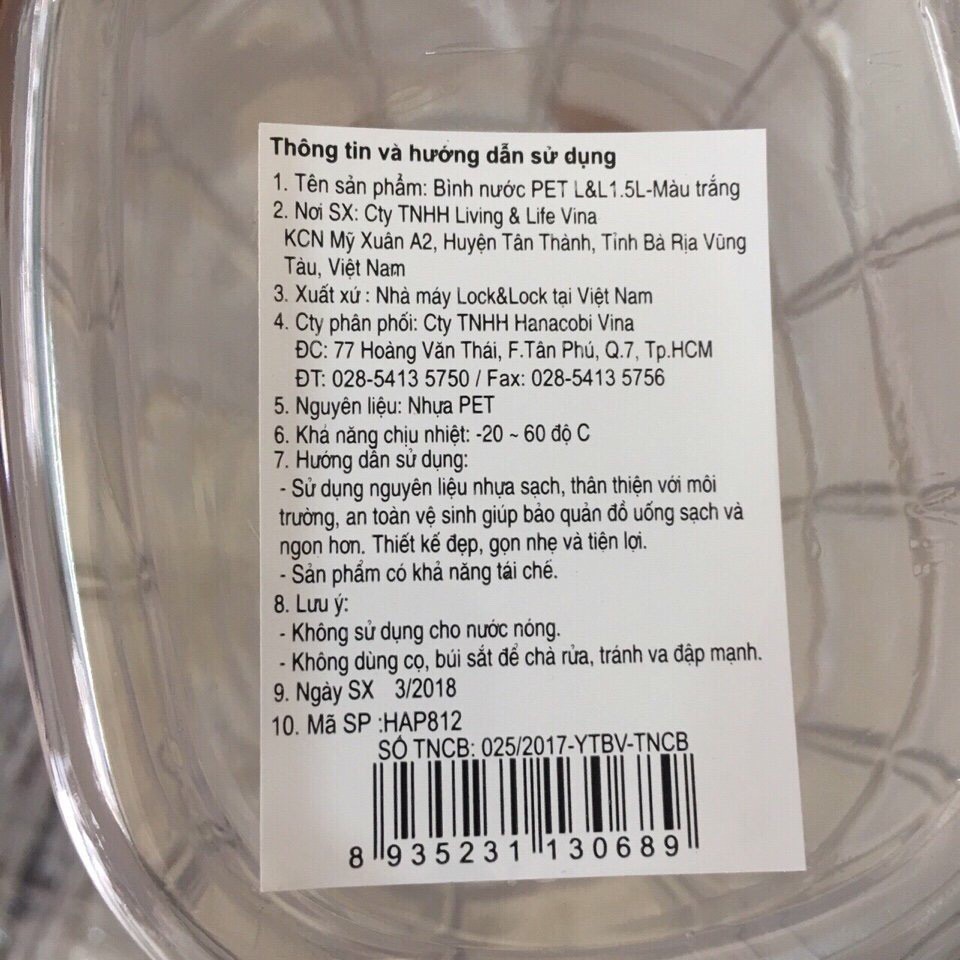 Thông tin và hướng dẫn sử dụng
1. Tên sản phẩm: Bình nước PET L&L1.5L-Màu trắng
2. Nơi SX: Cty TNHH Living & Life Vina
KCN Mỹ Xuân A2, Huyện Tân Thành, Tỉnh Bà Rịa Vũng
Tàu, Việt Nam
3. Xuất xứ : Nhà máy Lock&Lock tại Việt Nam
4. Cty phân phối: Cty TNHH Hanacobi Vina
ĐC: 77 Hoàng Văn Thái, F.Tân Phú, Q.7, Tp.HCM
ĐT: 028-5413 5750 / Fax: 028-5413 5756
5. Nguyên liệu: Nhựa PET
6. Khả năng chịu nhiệt: -20 ~ 60 độ C
7. Hướng dẫn sử dụng:
- Sử dụng nguyên liệu nhựa sạch, thân thiện với môi
trường, an toàn vệ sinh giúp bảo quản đồ uống sạch và
ngon hơn. Thiết kế đẹp, gọn nhẹ và tiện lợi.
- Sản phẩm có khả năng tái chế.
8. Lưu ý:
- Không sử dụng cho nước nóng.
- Không dùng cọ, búi sắt để chà rửa, tránh va đập mạnh.
9. Ngày SX 3/2018
10. Mã SP :HAP812
SỐ TNCB: 025/2017-YTBV-TNCB
8 935231 130689